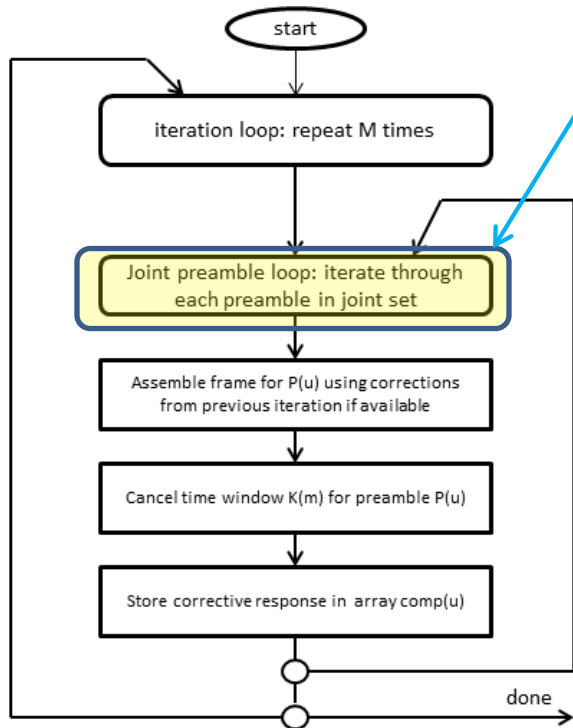 start
iteration loop: repeat M times
Joint preamble loop: iterate through
each preamble in joint set
Assemble frame for P(u) using corrections
from previous iteration if available
Cancel time window K(m) for preamble P(u)
Store corrective response in array comp(u)
done